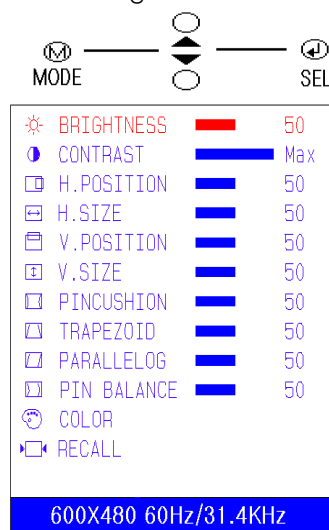 M
MODE
SEL
BRIGHTNESS 50
CONTRAST Max
H.POSITION 50
H.SIZE 50
V.POSITION 50
V.SIZE 50
PINCUSHION 50
TRAPEZOID 50
PARALLELOG 50
PIN BALANCE 50
COLOR
RECALL
600X480 60Hz/31.4KHz